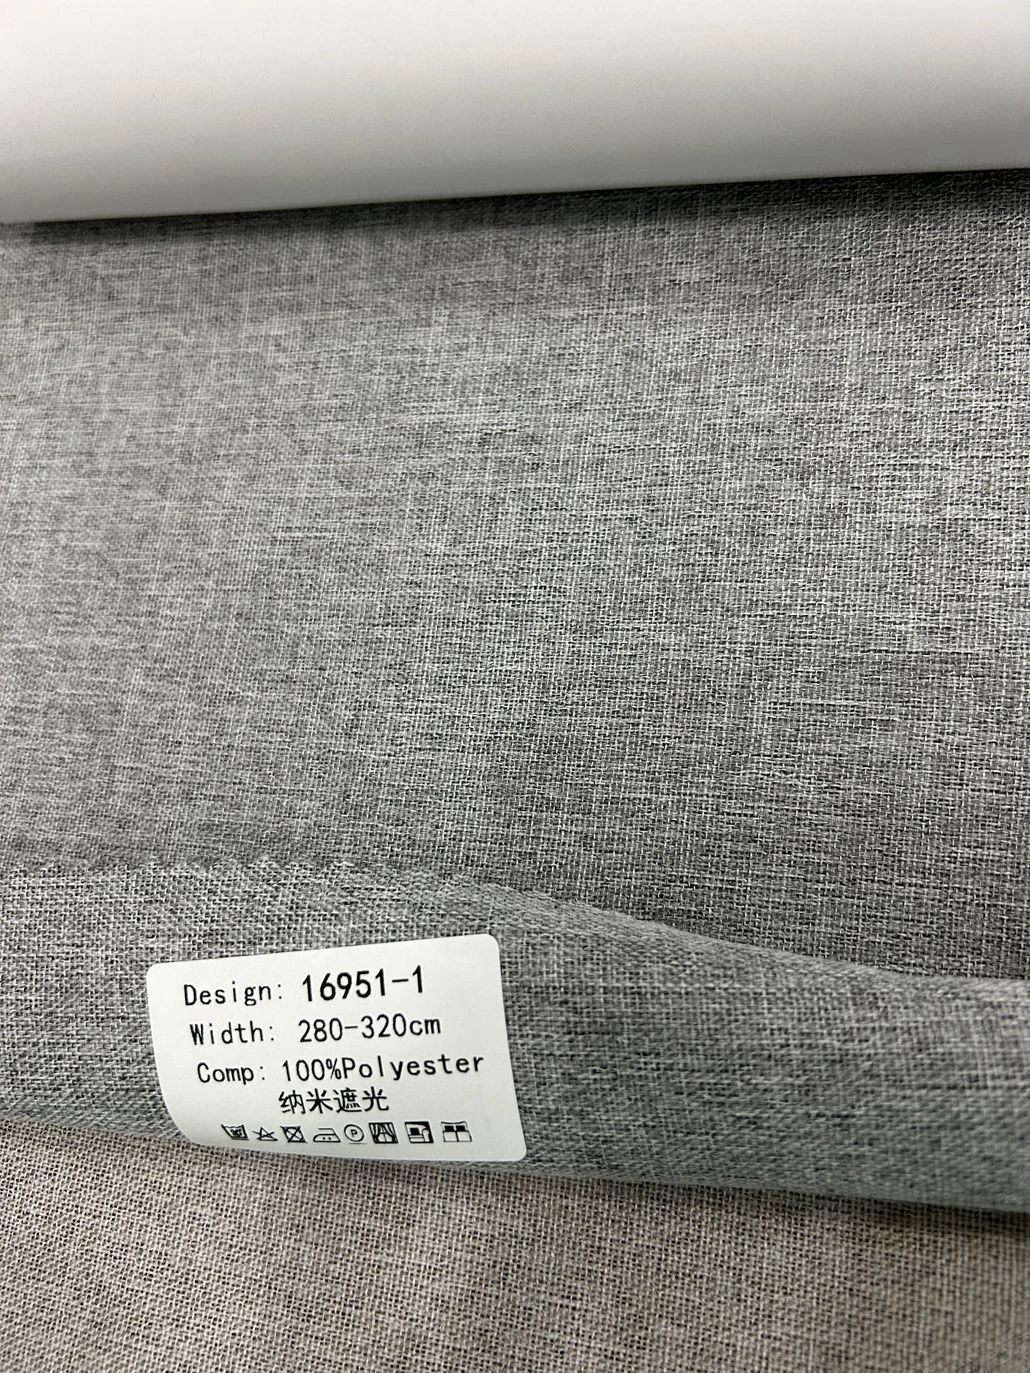 Design: 16951-1
Width: 280-320cm
Comp: 100%Polyester
纳米遮光